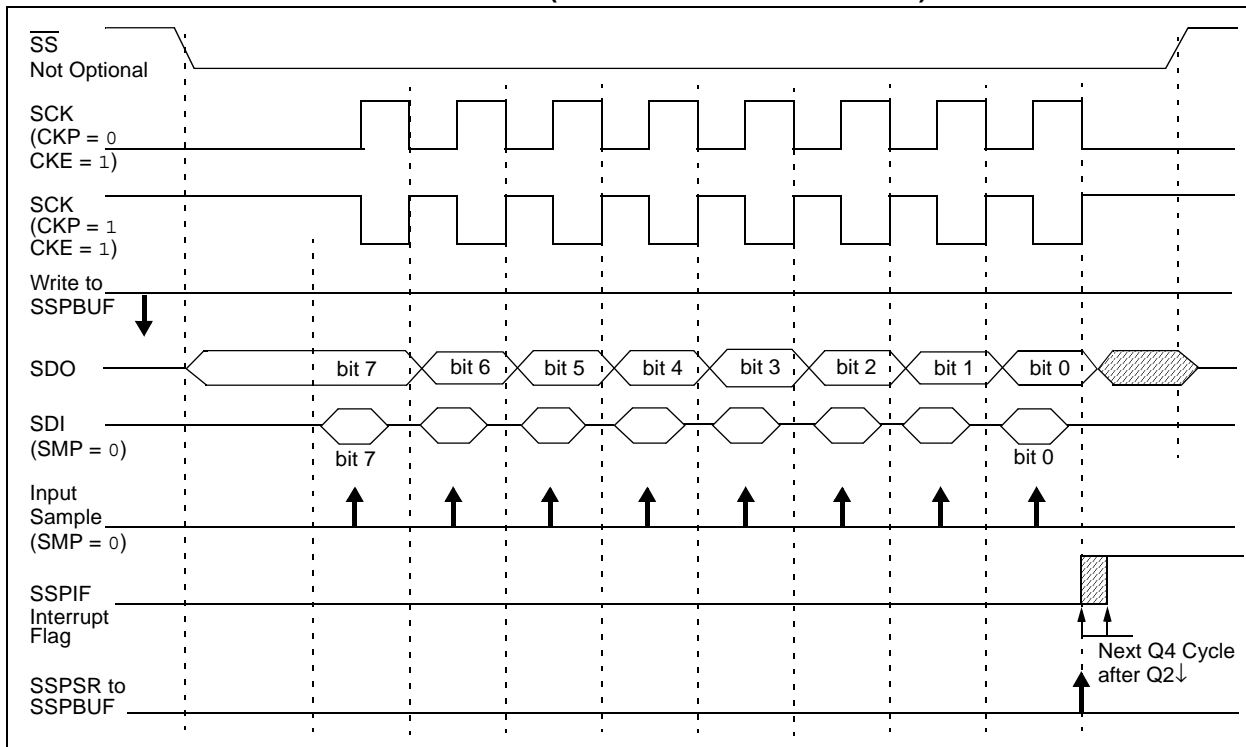 SS
Not Optional
SCK
(CKP = 0
CKE = 1)
SCK
(CKP = 1
CKE = 1)
Write to
SSPBUF
SDO
bit 7 bit 6 bit 5 bit 4 bit 3 bit 2 bit 1 bit 0
SDI
(SMP = 0)
bit 7 bit 0
Input
Sample
(SMP = 0)
SSPIF
Interrupt
Flag
Next Q4 Cycle
after Q2↓
SSPSR to
SSPBUF